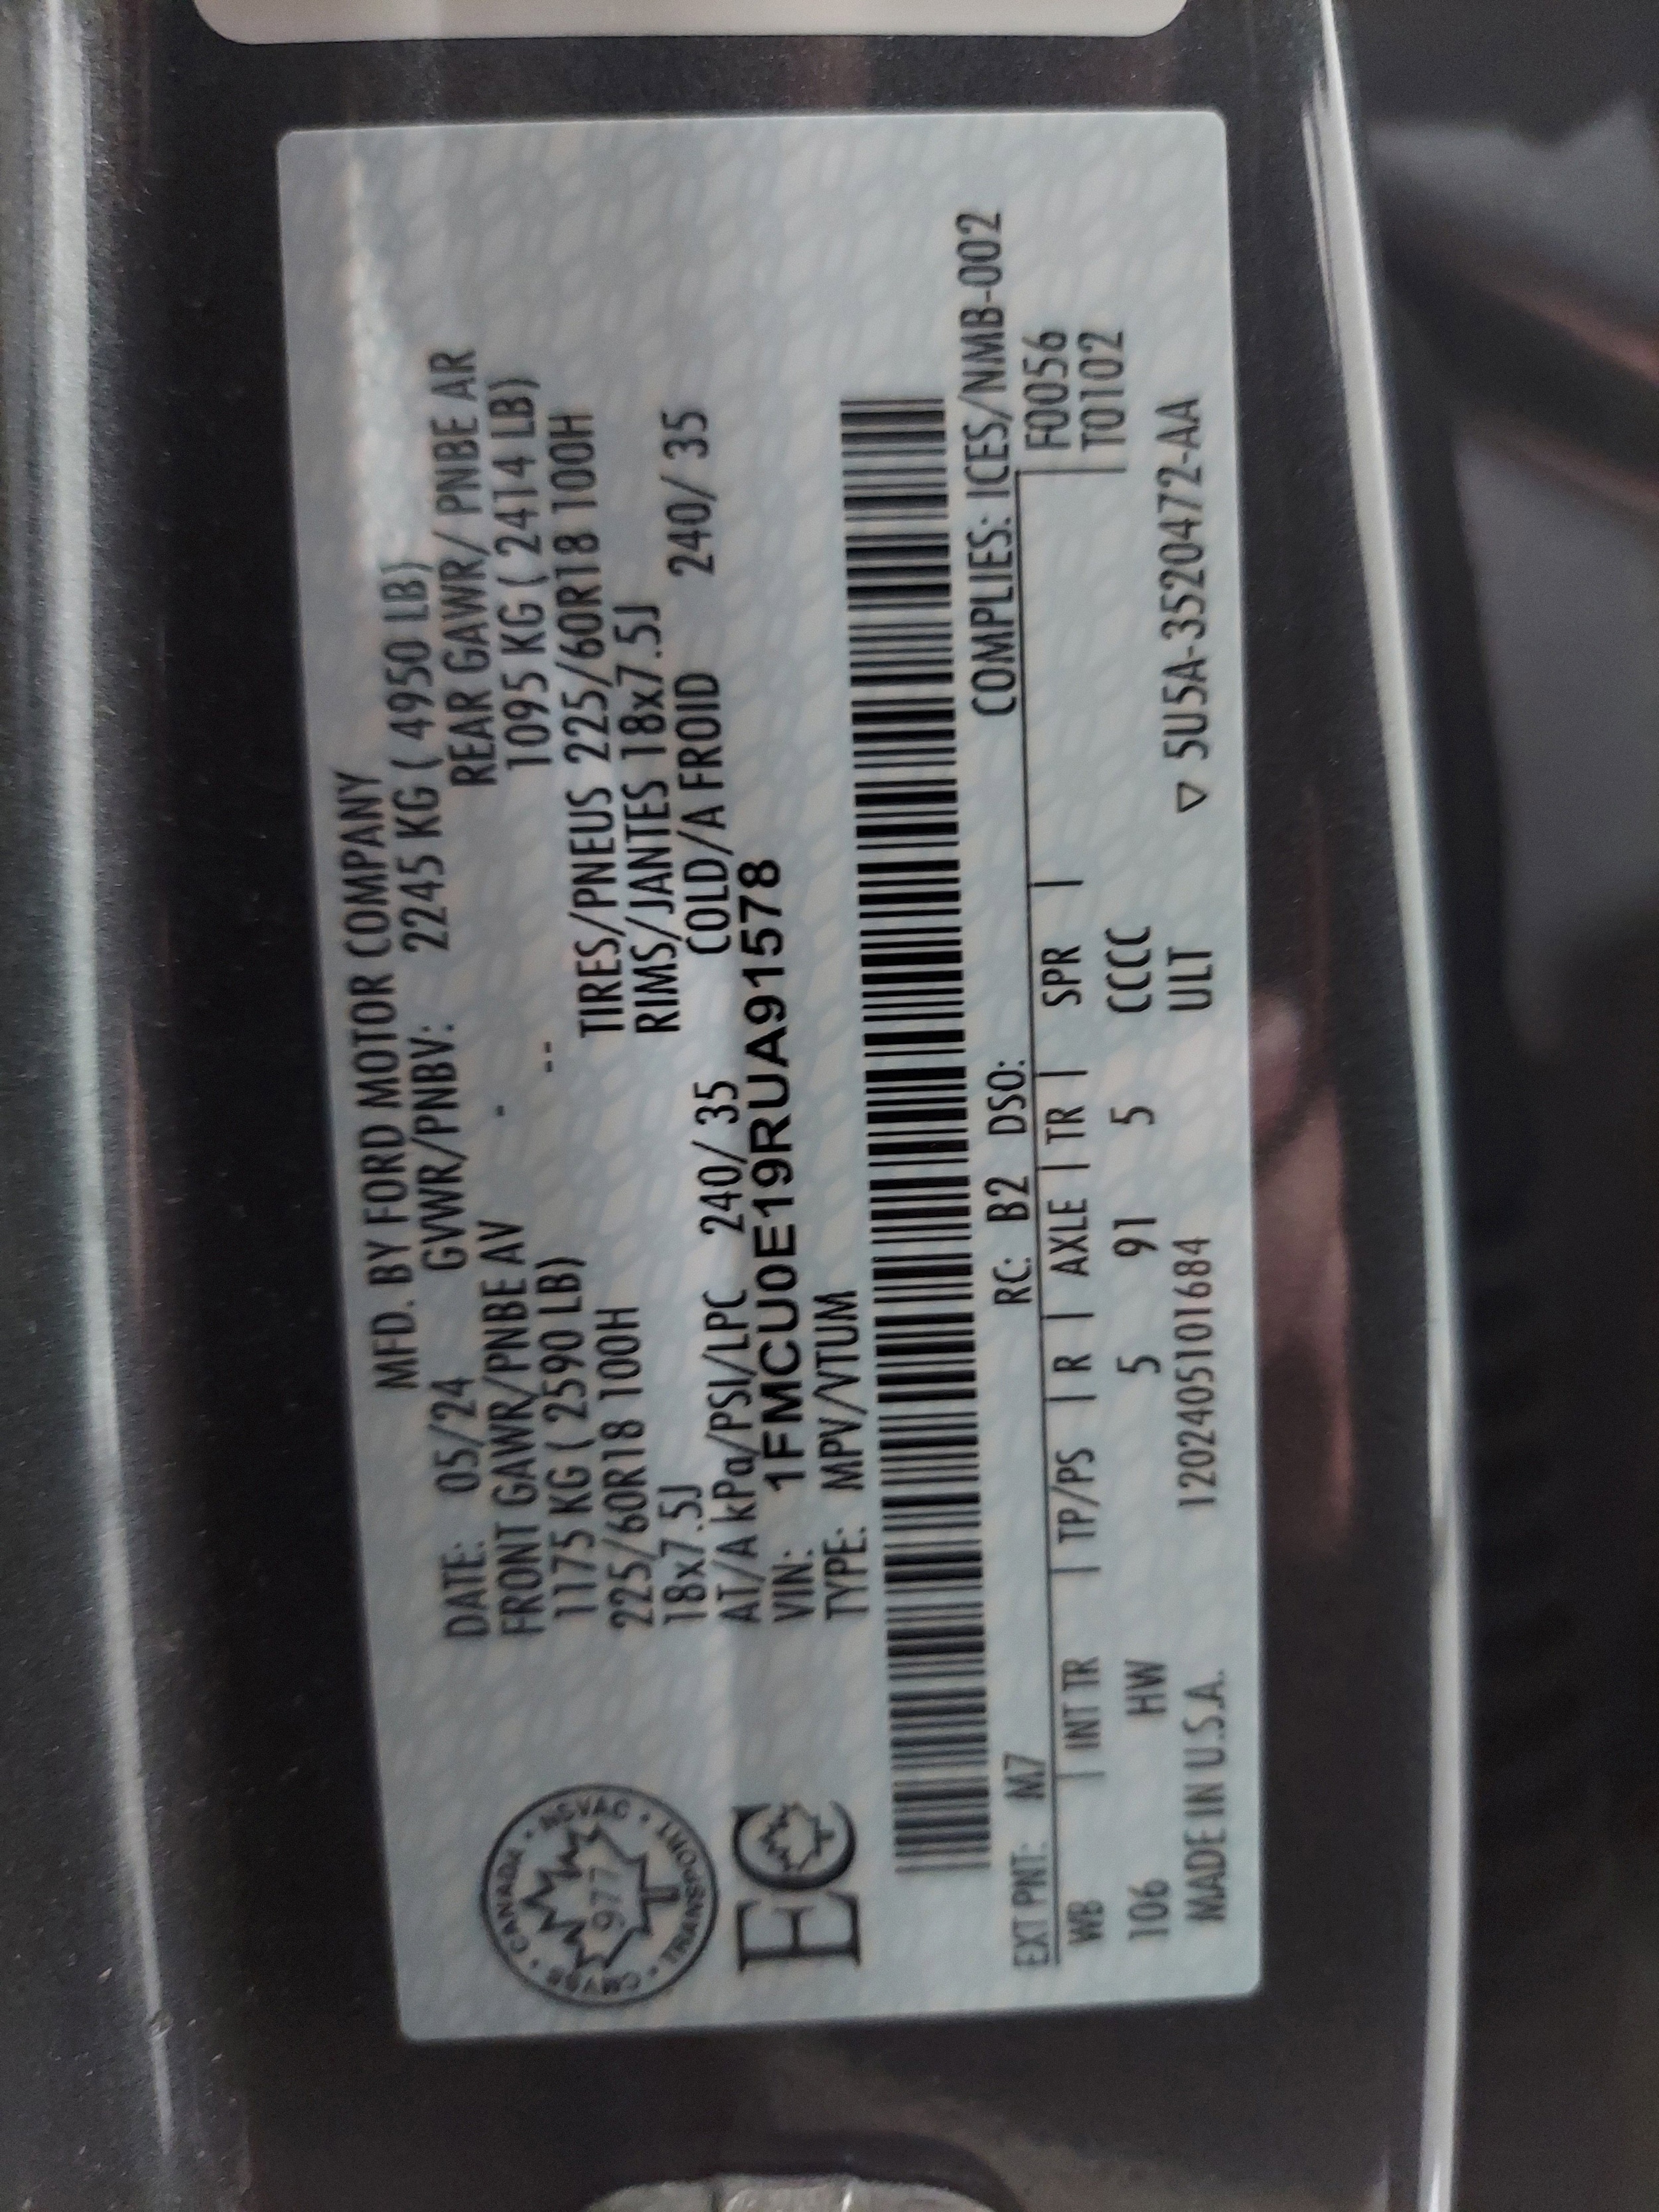 MFD. BY FORD MOTOR COMPANY
DATE: 05/24 GVWR/PNBV: 2245 KG ( 4950 LB)
FRONT GAWR/PNBE AV - REAR GAWR/ PNBE AR
1175 KG ( 2590 LB) -- 1095 KG ( 2414 LB)
225/60R18 100H TIRES/PNEUS 225/60R18 100H
18x7.5J RIMS/JANTES 18x7.5J
AT/A kPa/PSI/LPC 240/ 35 COLD/A FROID 240/ 35
VIN: 1FMCU0E19RUA91578
TYPE: MPV/VTUM
CANADA • NSVAC • TRANSPORT • CMVSS •
977
EC
COMPLIES: ICES/NMB-002
EXT PNT: M7 RC: B2 DSO: F0056
WB | INT TR | TP/PS | R | AXLE | TR | SPR | T0102
106 HW 5 91 5 CCCC
MADE IN U.S.A. 120240510168​4 ULT ▽ 5U5A-3520472-AA